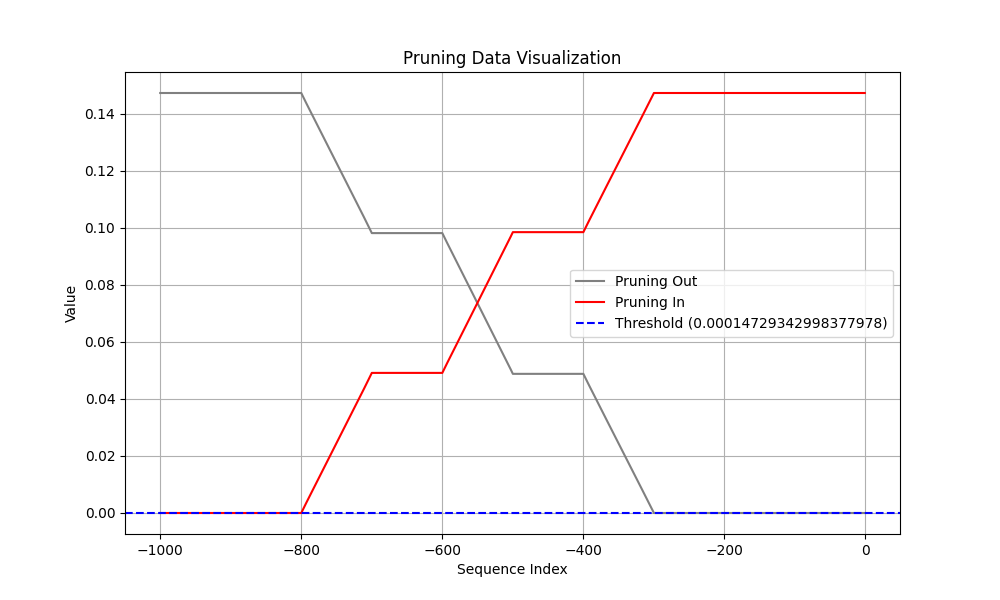 Pruning Data Visualization
0.14
0.12
0.10
0.08
0.06
0.04
0.02
0.00
Value
Pruning Out
Pruning In
Threshold (0.00014729342998377978)
−1000
−800
−600
−400
−200
0
Sequence Index